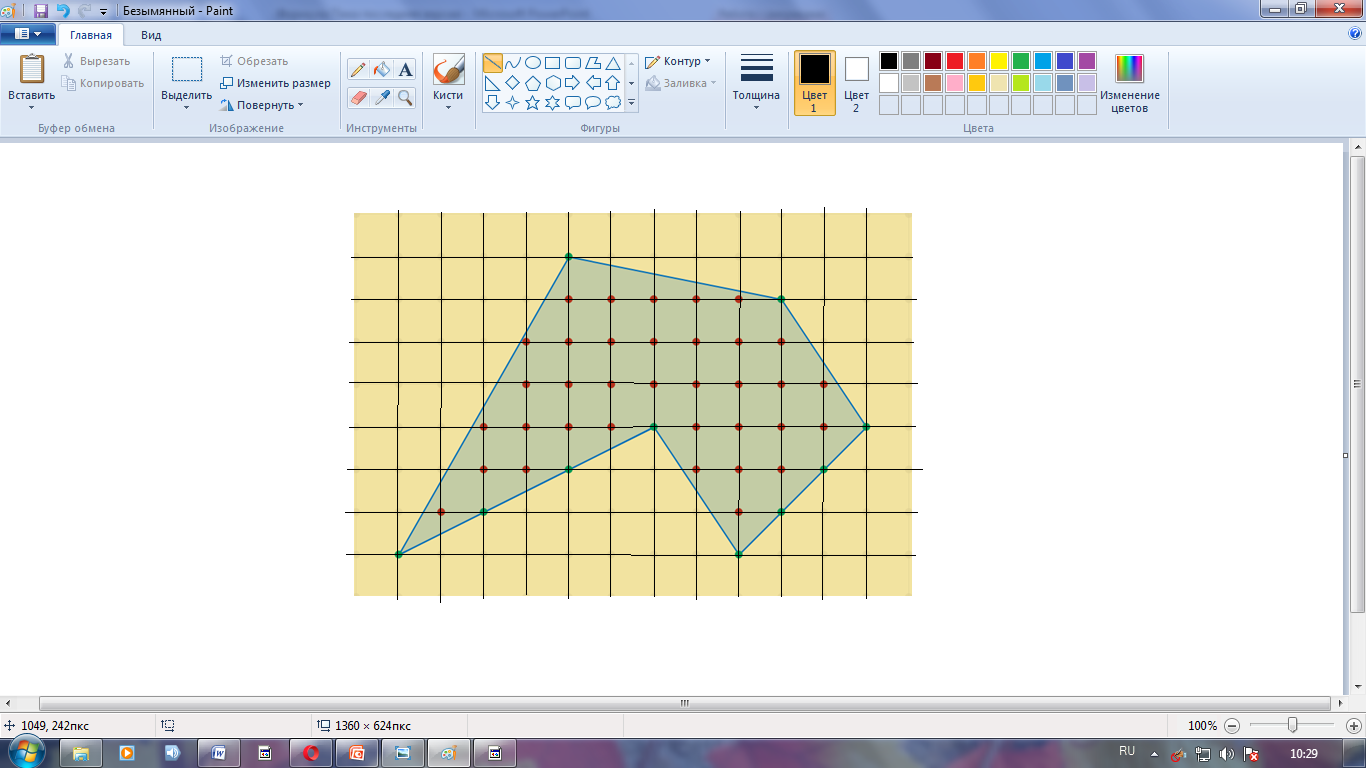 Безымянный - Paint
Главная
Вид
Вставить
Вырезать
Копировать
Буфер обмена
Выделить
Обрезать
Изменить размер
Повернуть
Изображение
A
Инструменты
Кисти
Контур
Заливка
Фигуры
Толщина
Цвет
1
Цвет
2
Изменение
цветов
Цвета
1049, 242пкс
1360 × 624пкс
100%
RU
10:29